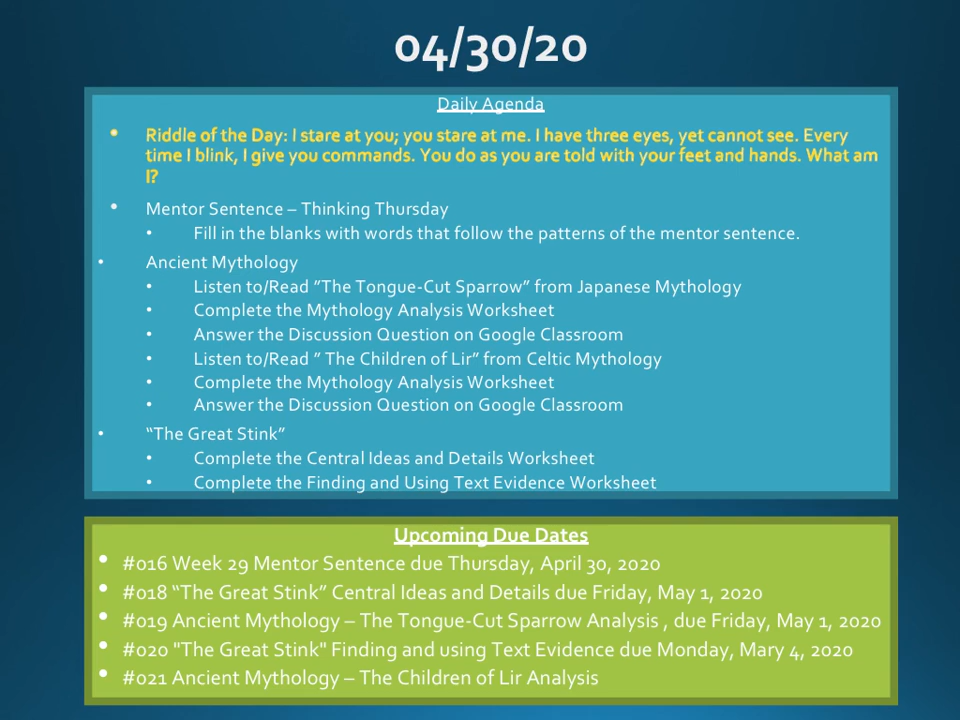 04/30/20
Daily Agenda
• Riddle of the Day: I stare at you; you stare at me. I have three eyes, yet cannot see. Every
time I blink, I give you commands. You do as you are told with your feet and hands. What am
I?
• Mentor Sentence – Thinking Thursday
• Fill in the blanks with words that follow the patterns of the mentor sentence.
• Ancient Mythology
• Listen to/Read ”The Tongue-Cut Sparrow” from Japanese Mythology
• Complete the Mythology Analysis Worksheet
• Answer the Discussion Question on Google Classroom
• Listen to/Read ” The Children of Lir” from Celtic Mythology
• Complete the Mythology Analysis Worksheet
• Answer the Discussion Question on Google Classroom
• “The Great Stink”
• Complete the Central Ideas and Details Worksheet
• Complete the Finding and Using Text Evidence Worksheet
Upcoming Due Dates
• #016 Week 29 Mentor Sentence due Thursday, April 30, 2020
• #018 “The Great Stink” Central Ideas and Details due Friday, May 1, 2020
• #019 Ancient Mythology – The Tongue-Cut Sparrow Analysis , due Friday, May 1, 2020
• #020 "The Great Stink" Finding and using Text Evidence due Monday, Mary 4, 2020
• #021 Ancient Mythology – The Children of Lir Analysis